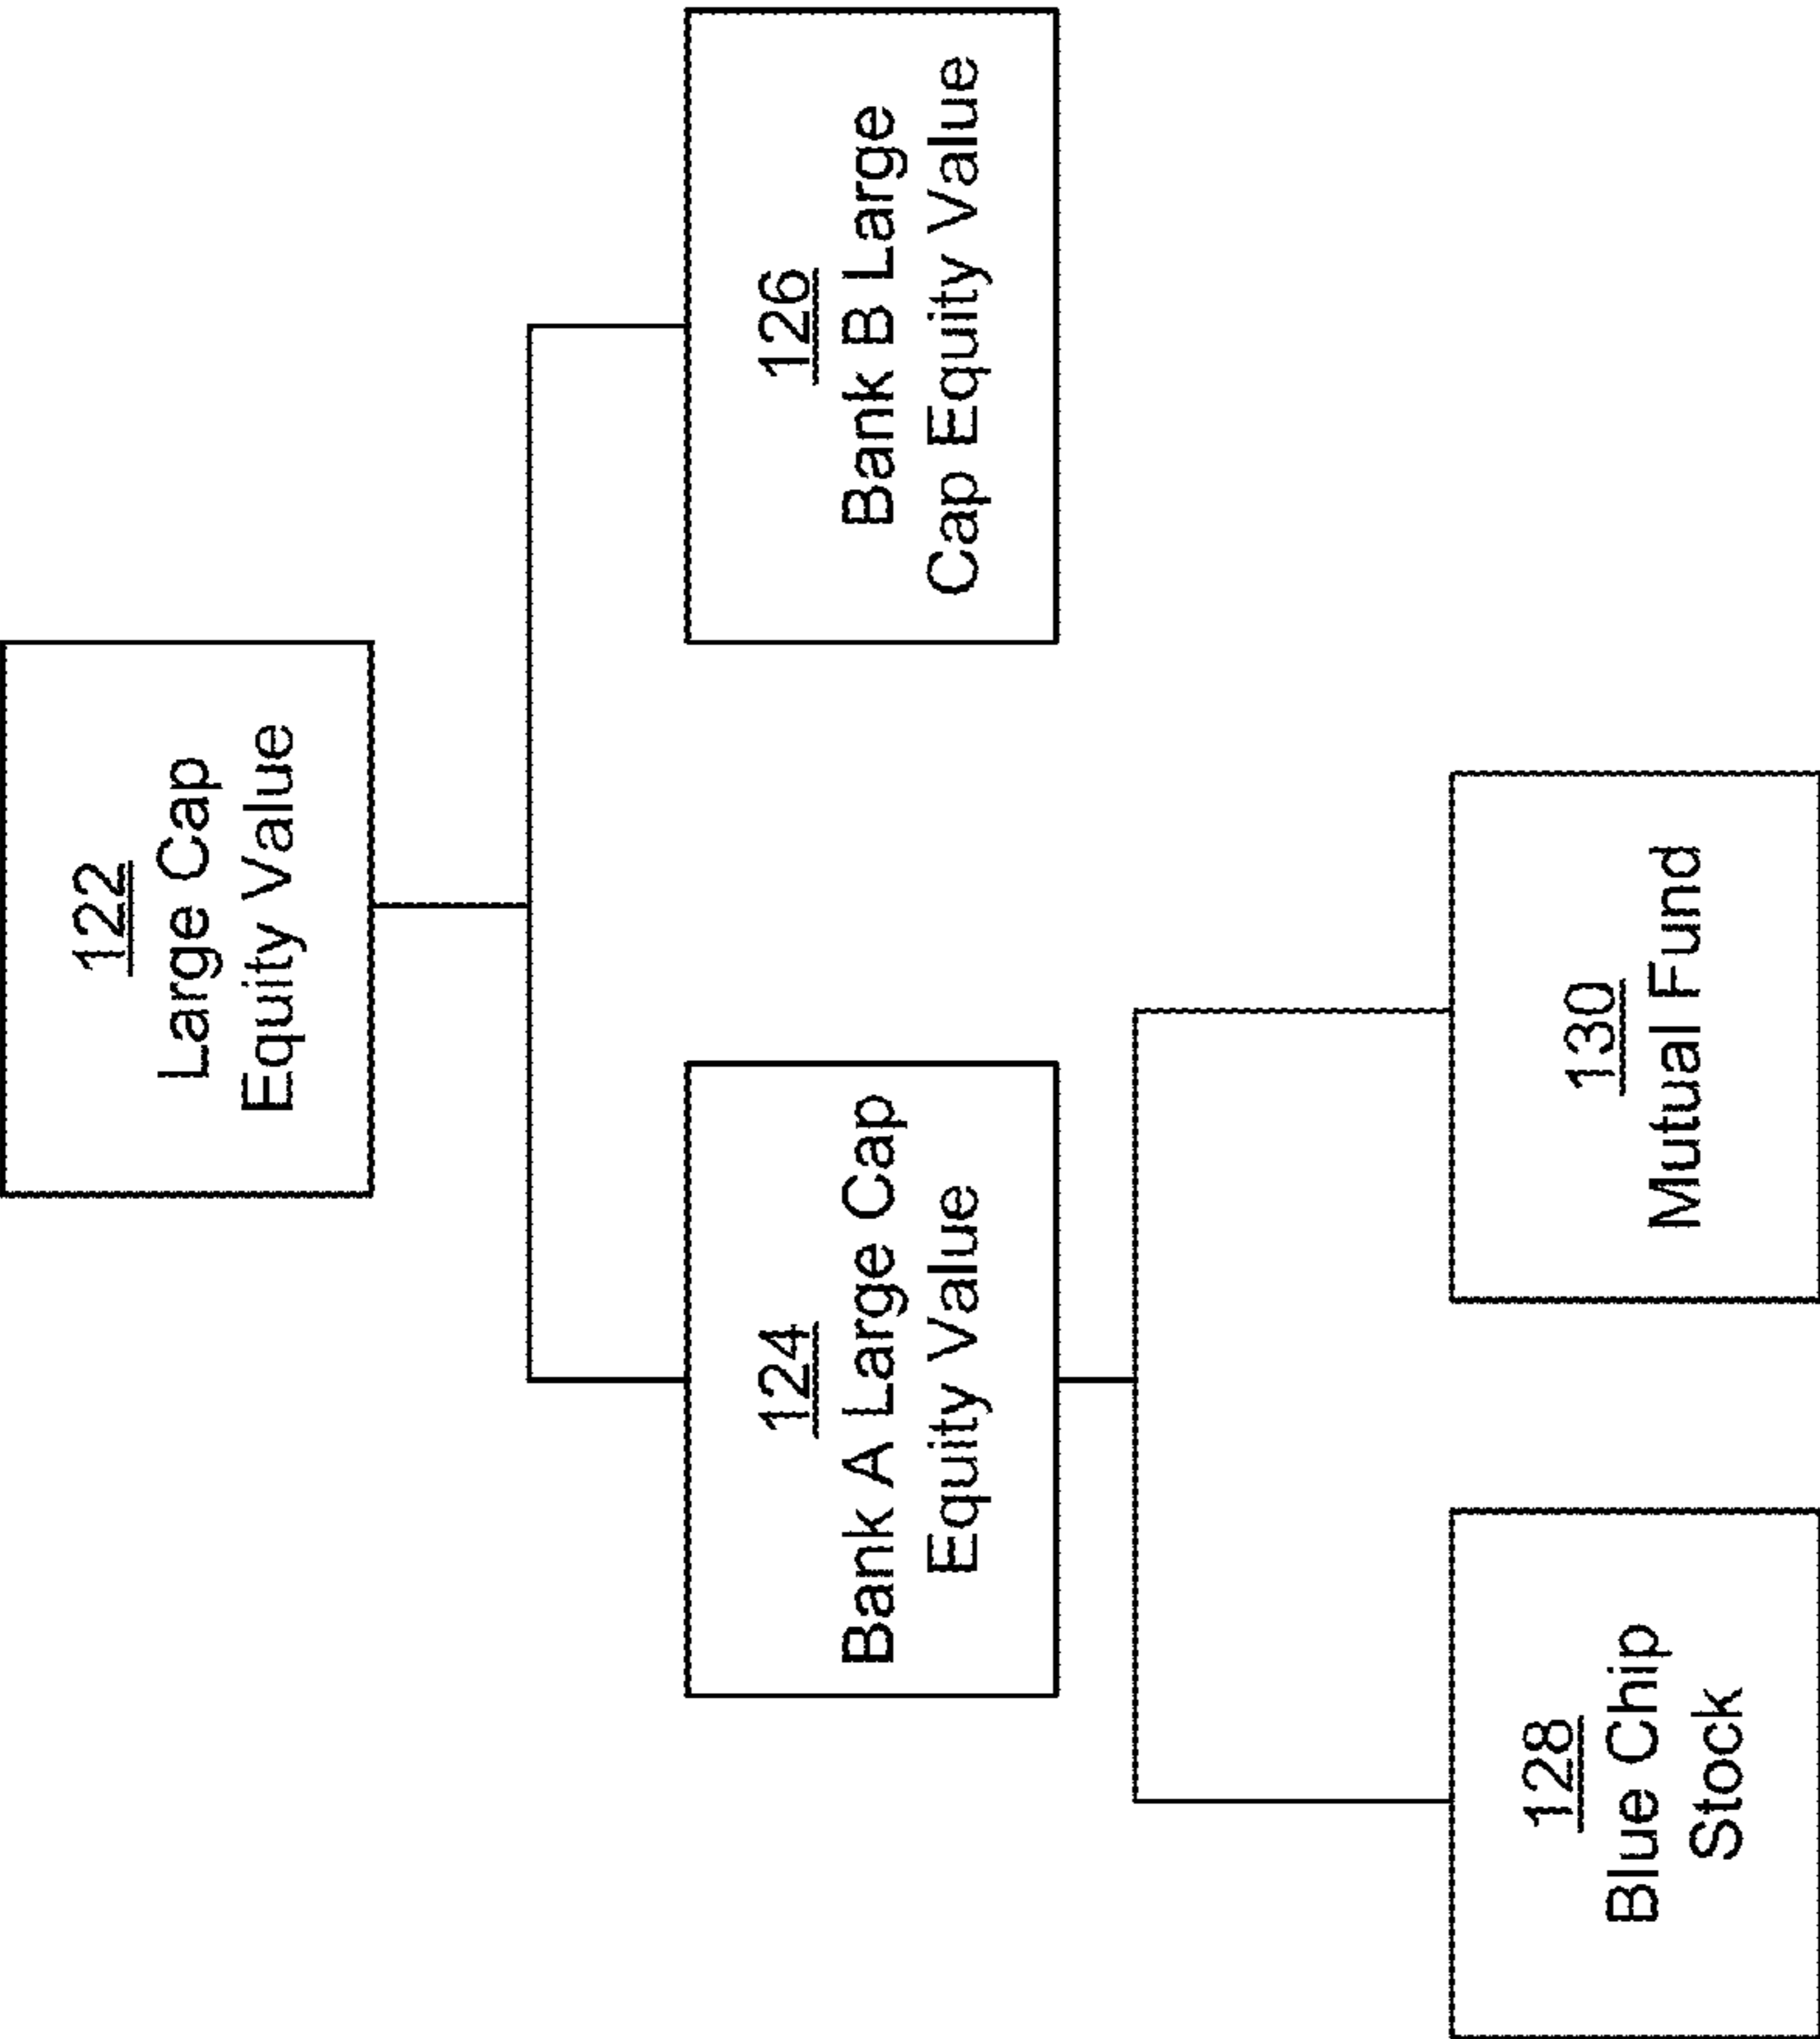 122
Large Cap
Equity Value
124
Bank A Large Cap
Equity Value
126
Bank B Large
Cap Equity Value
128
Blue Chip
Stock
130
Mutual Fund